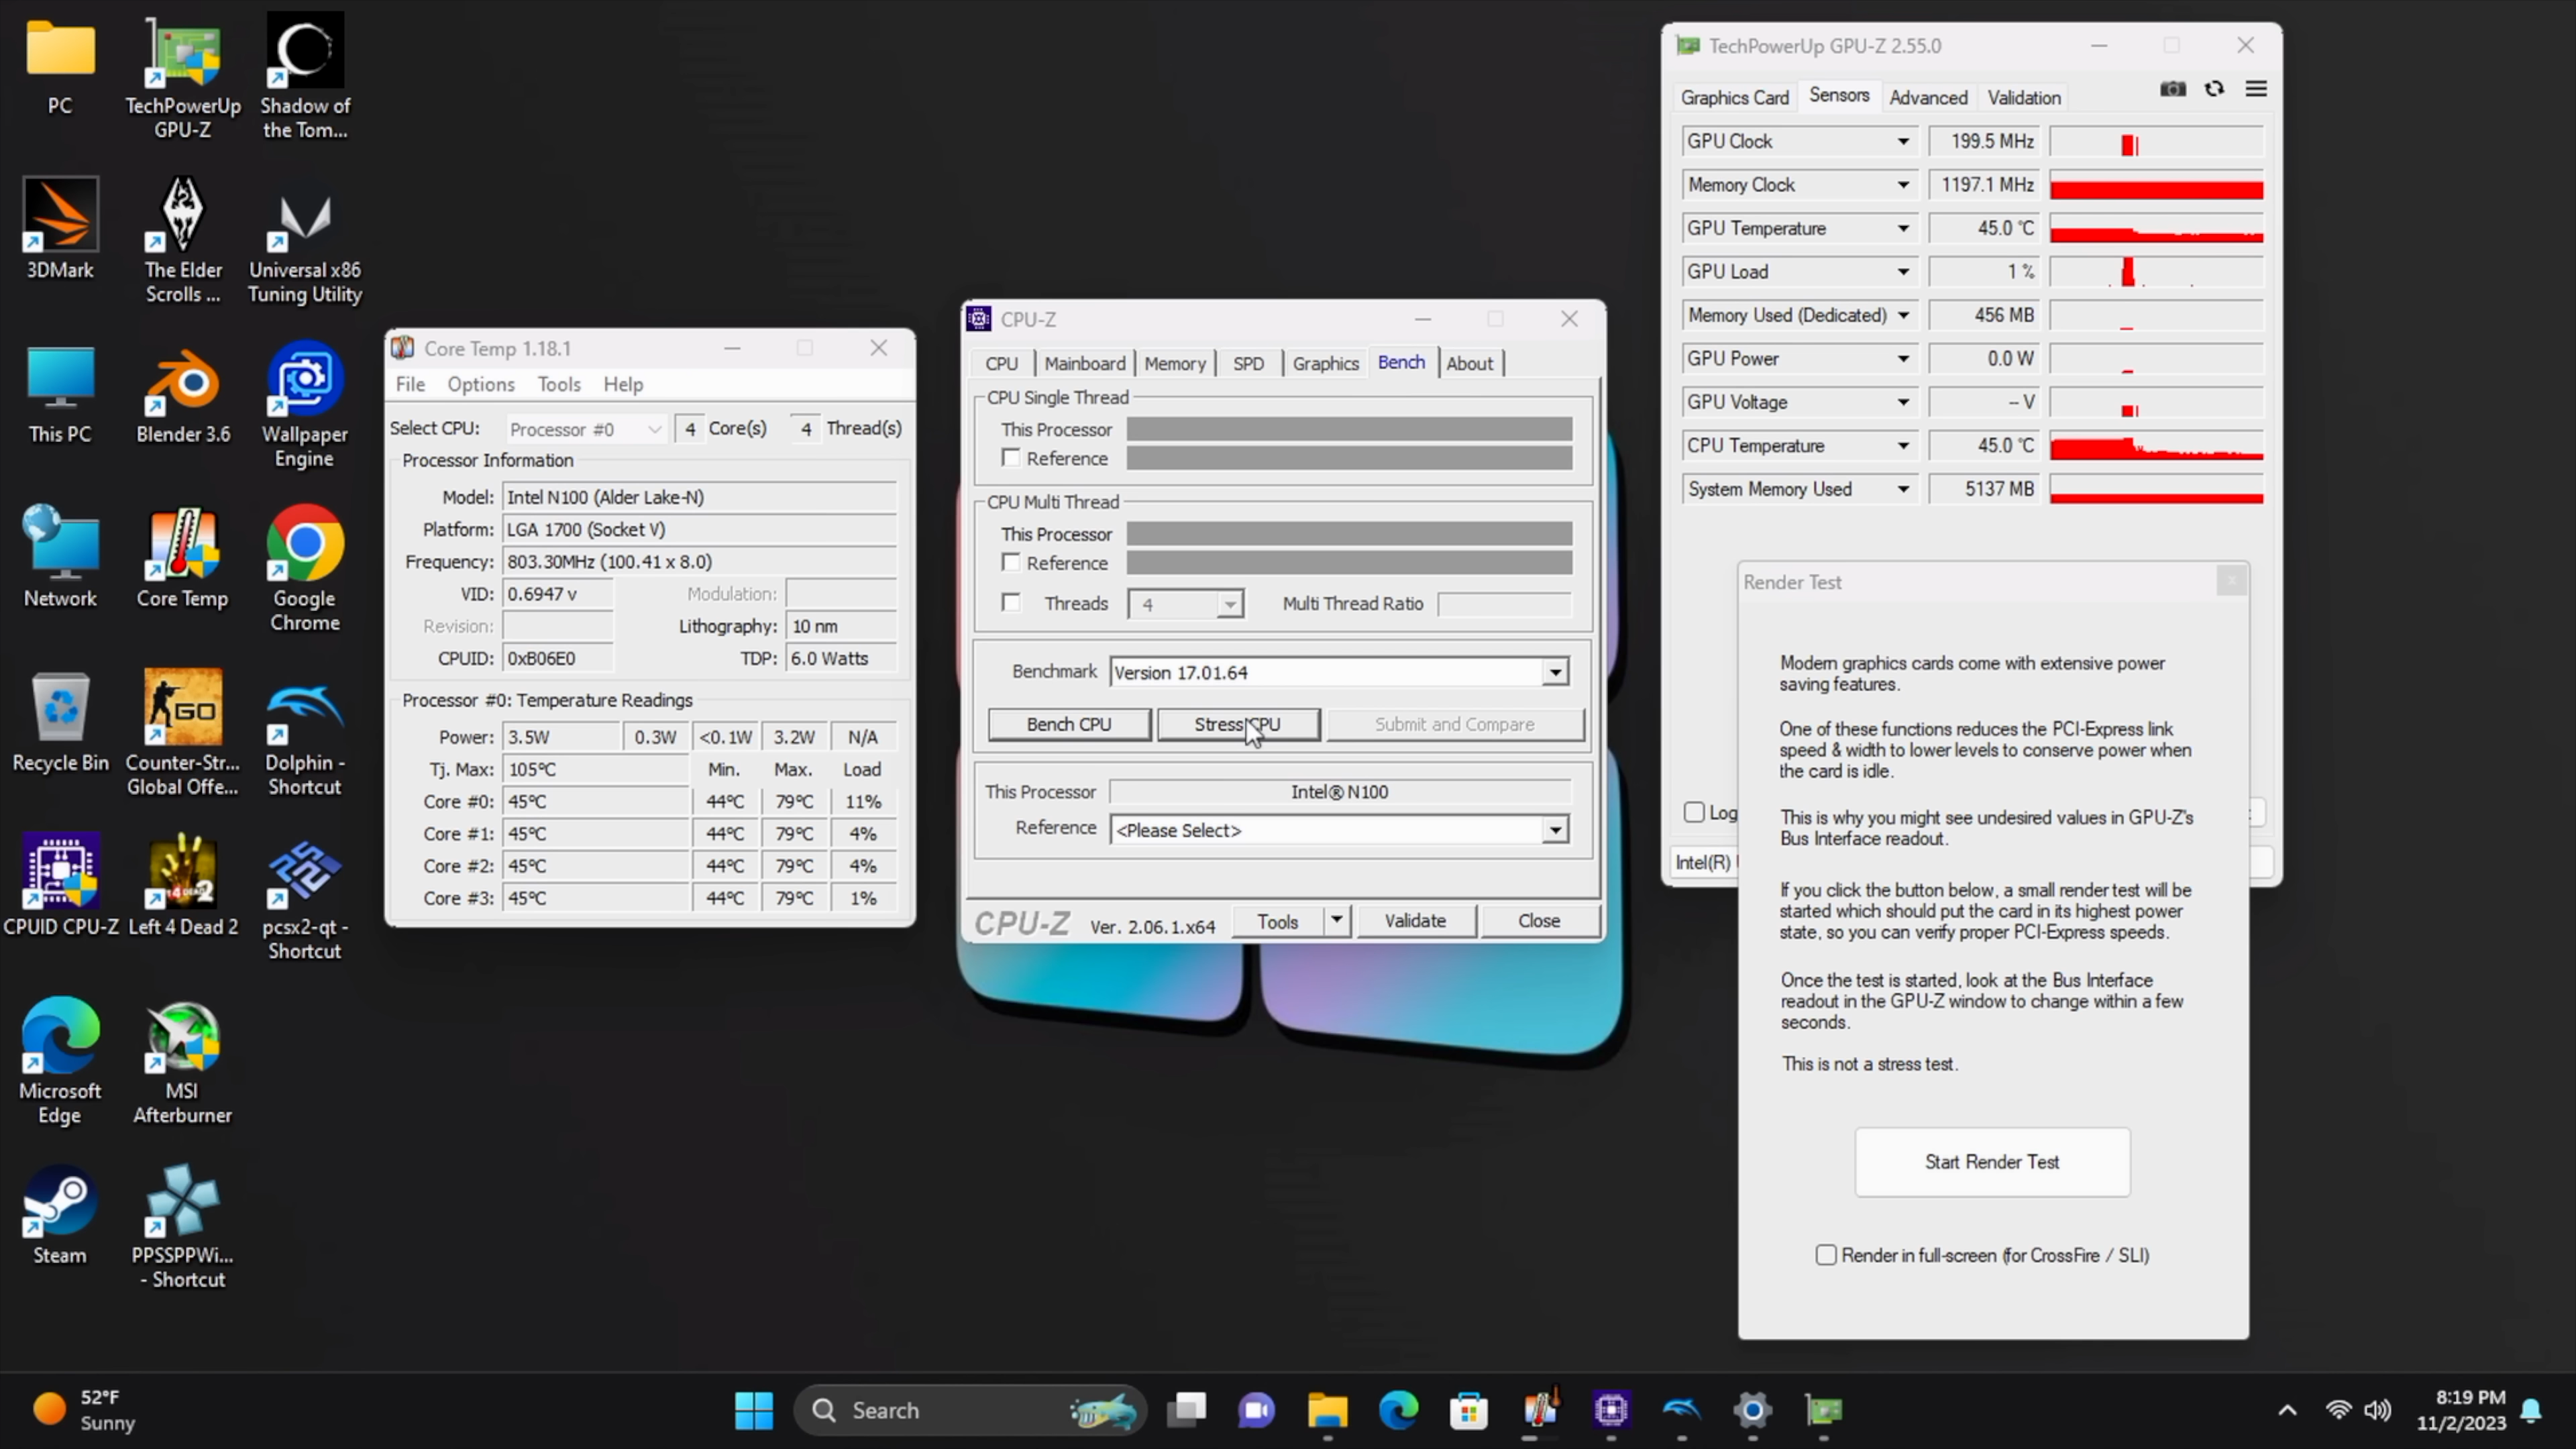 PC
TechPowerUp
GPU-Z
Shadow of
the Tom...
3DMark
The Elder
Scrolls ...
Universal x86
Tuning Utility
This PC
Blender 3.6
Wallpaper
Engine
Network
Core Temp
Google
Chrome
GO
Recycle Bin
Counter-Str...
Global Offe...
Dolphin -
Shortcut
CPUID CPU-Z
Left 4 Dead 2
pcsx2-qt -
Shortcut
Microsoft
Edge
MSI
Afterburner
Steam
PPSSPPWi...
- Shortcut
Core Temp 1.18.1
File Options Tools Help
Select CPU: Processor #0 4 Core(s) 4 Thread(s)
Processor Information
Model: Intel N100 (Alder Lake-N)
Platform: LGA 1700 (Socket V)
Frequency: 803.30MHz (100.41 x 8.0)
VID: 0.6947 v Modulation:
Revision: Lithography: 10 nm
CPUID: 0xB06E0 TDP: 6.0 Watts
Processor #0: Temperature Readings
Power: 3.5W 0.3W <0.1W 3.2W N/A
Tj. Max: 105°C Min. Max. Load
Core #0: 45°C 44°C 79°C 11%
Core #1: 45°C 44°C 79°C 4%
Core #2: 45°C 44°C 79°C 4%
Core #3: 45°C 44°C 79°C 1%
CPU-Z
CPU Mainboard Memory SPD Graphics Bench About
CPU Single Thread
This Processor
Reference
CPU Multi Thread
This Processor
Reference
Threads 4 Multi Thread Ratio
Benchmark Version 17.01.64
Bench CPU Stress CPU Submit and Compare
This Processor Intel® N100
Reference <Please Select>
CPU-Z Ver. 2.06.1.x64 Tools Validate Close
TechPowerUp GPU-Z 2.55.0
Graphics Card Sensors Advanced Validation
GPU Clock 199.5 MHz
Memory Clock 1197.1 MHz
GPU Temperature 45.0 °C
GPU Load 1 %
Memory Used (Dedicated) 456 MB
GPU Power 0.0 W
GPU Voltage – V
CPU Temperature 45.0 °C
System Memory Used 5137 MB
Log
Intel(R)
Render Test
Modern graphics cards come with extensive power
saving features.
One of these functions reduces the PCI-Express link
speed & width to lower levels to conserve power when
the card is idle.
This is why you might see undesired values in GPU-Z's
Bus Interface readout.
If you click the button below, a small render test will be
started which should put the card in its highest power
state, so you can verify proper PCI-Express speeds.
Once the test is started, look at the Bus Interface
readout in the GPU-Z window to change within a few
seconds.
This is not a stress test.
Start Render Test
Render in full-screen (for CrossFire / SLI)
52°F
Sunny
Search
8:19 PM
11/2/2023